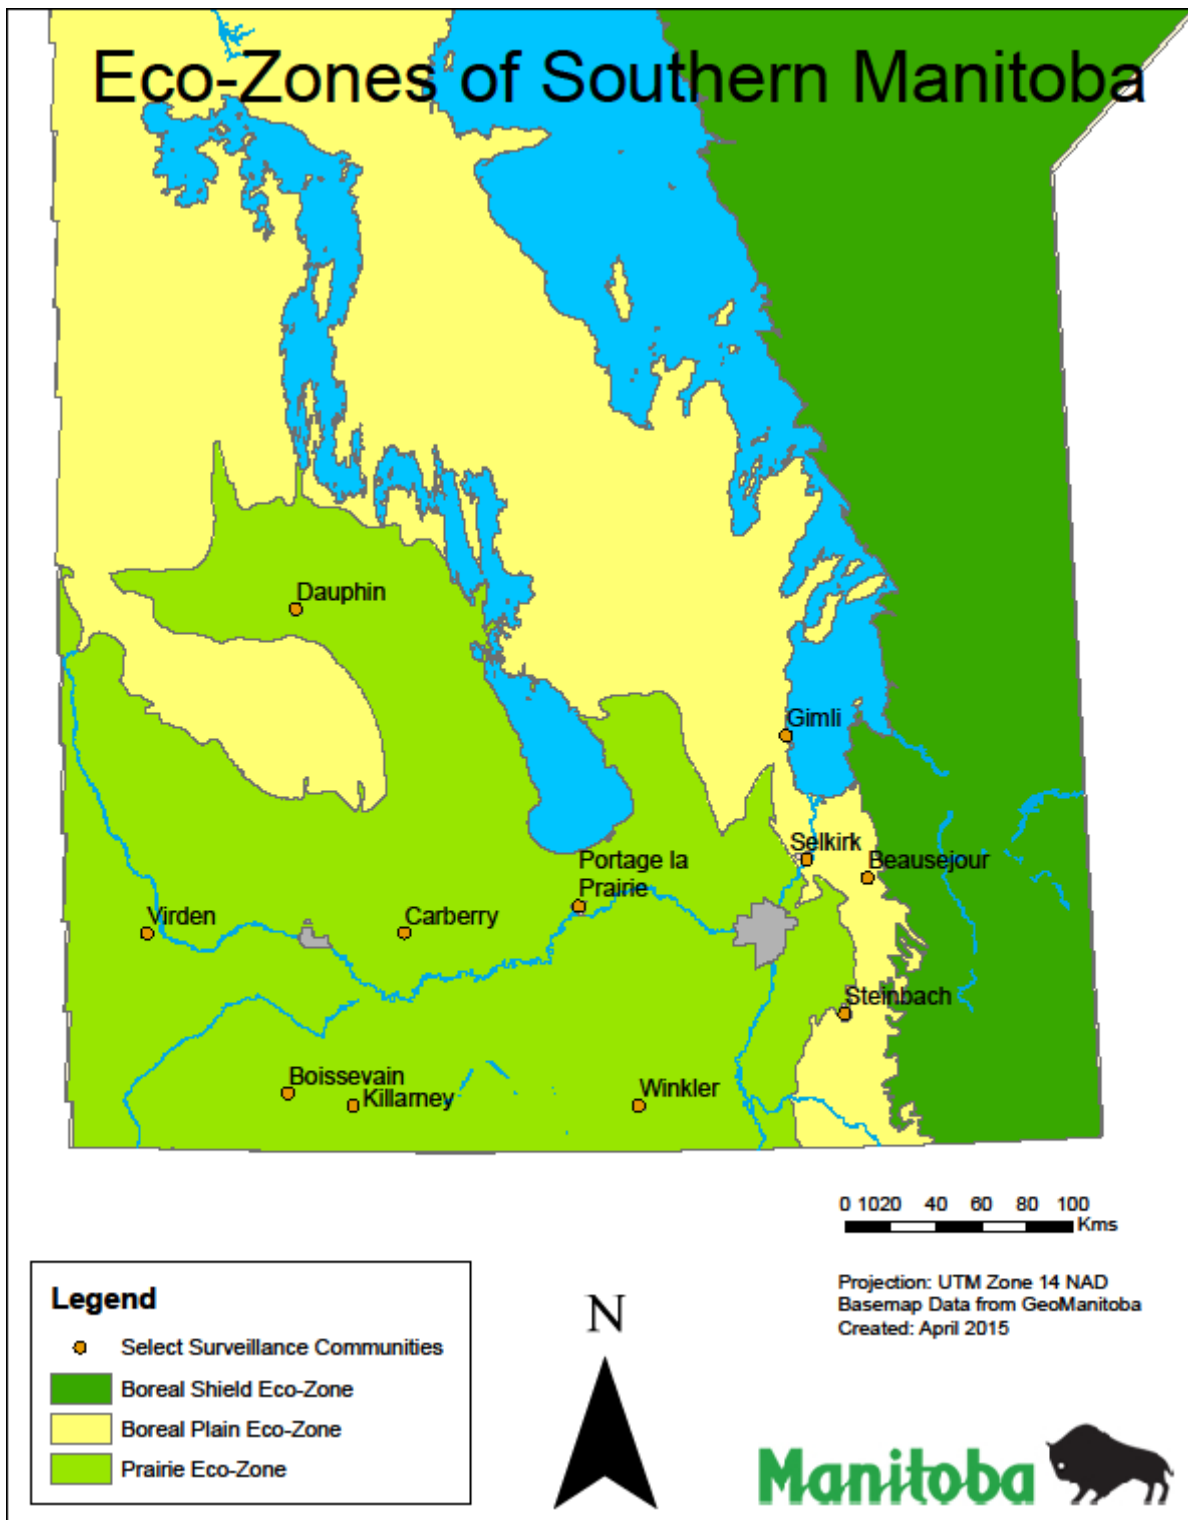 Eco-Zones of Southern Manitoba
Dauphin
Gimli
Selkirk
Beausejour
Portage la
Prairie
Virden
Carberry
Steinbach
Boissevain
Killarney
Winkler
0 1020 40 60 80 100
Kms
Legend
Select Surveillance Communities
Boreal Shield Eco-Zone
Boreal Plain Eco-Zone
Prairie Eco-Zone
N
Projection: UTM Zone 14 NAD
Basemap Data from GeoManitoba
Created: April 2015
Manitoba